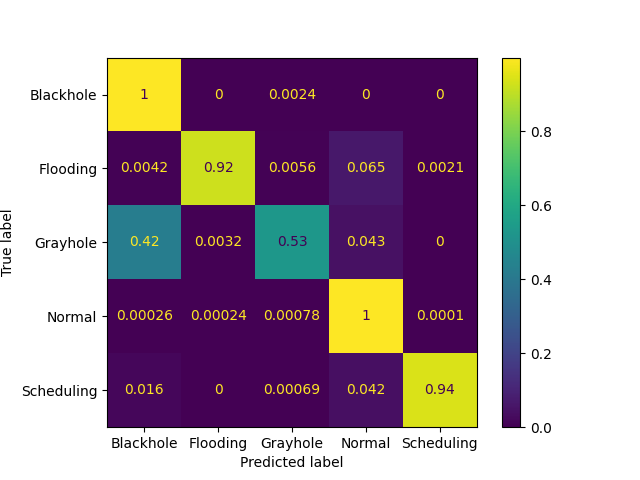 Blackhole 1 0 0.0024 0 0
Flooding 0.0042 0.92 0.0056 0.065 0.0021
Grayhole 0.42 0.0032 0.53 0.043 0
Normal 0.00026 0.00024 0.00078 1 0.0001
Scheduling 0.016 0 0.00069 0.042 0.94
Blackhole Flooding Grayhole Normal Scheduling
Predicted label
True label
0.8
0.6
0.4
0.2
0.0